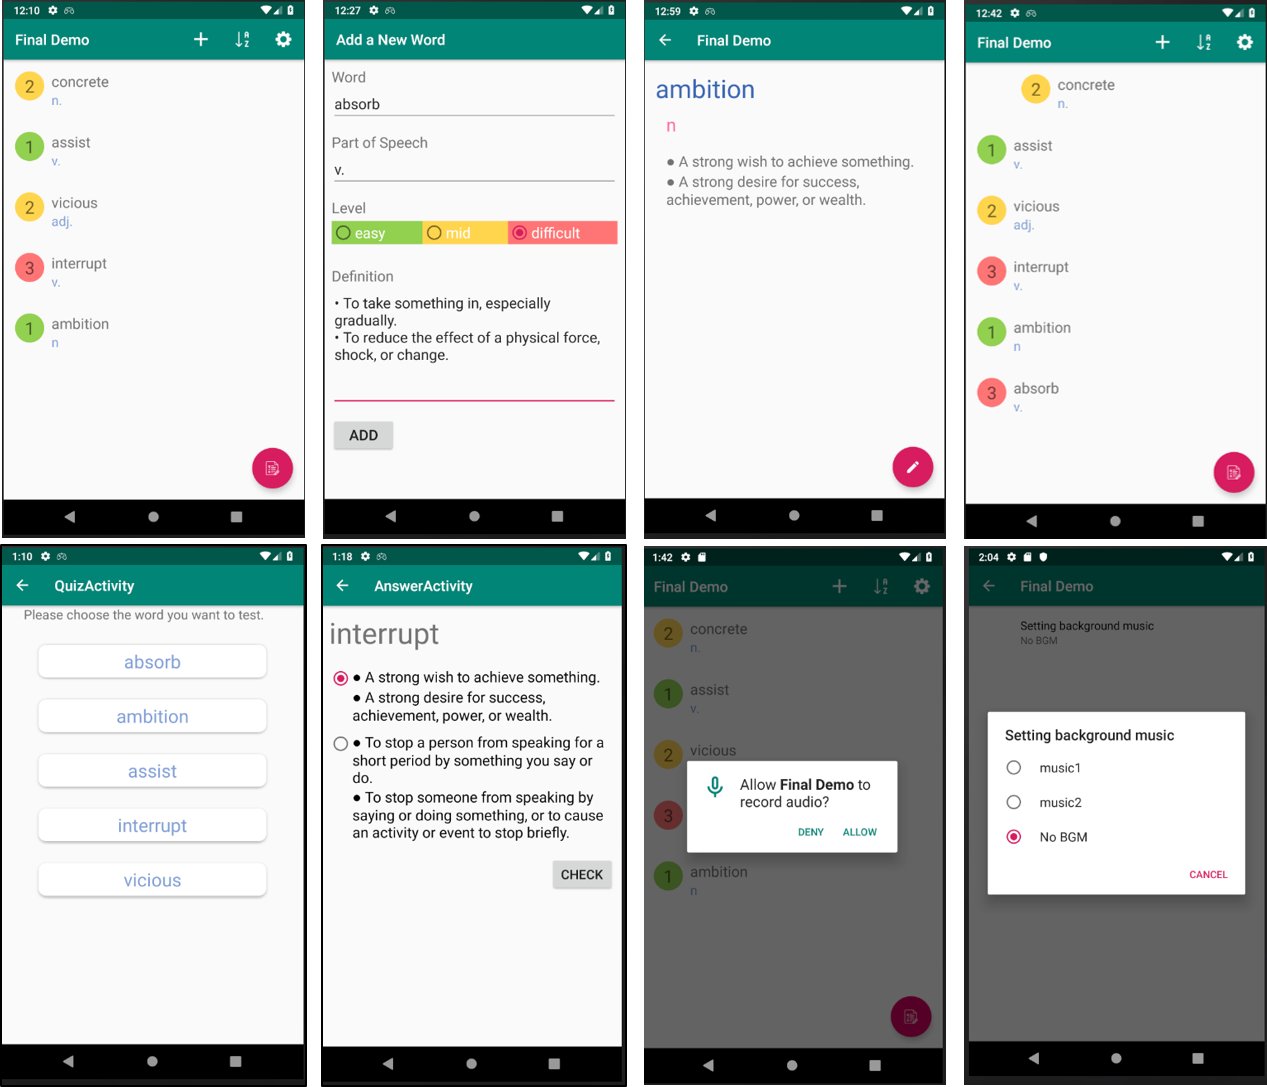 12:10
Final Demo
2 concrete
n.
1 assist
v.
2 vicious
adj.
3 interrupt
v.
1 ambition
n
12:27
Add a New Word
Word
absorb
Part of Speech
v.
Level
easy mid difficult
Definition
• To take something in, especially
gradually.
• To reduce the effect of a physical force,
shock, or change.
ADD
12:59
Final Demo
ambition
n
● A strong wish to achieve something.
● A strong desire for success,
achievement, power, or wealth.
12:42
Final Demo
2 concrete
n.
1 assist
v.
2 vicious
adj.
3 interrupt
v.
1 ambition
n
3 absorb
v.
1:10
QuizActivity
Please choose the word you want to test.
absorb
ambition
assist
interrupt
vicious
1:18
AnswerActivity
interrupt
● A strong wish to achieve something.
● A strong desire for success,
achievement, power, or wealth.
● To stop a person from speaking for a
short period by something you say or
do.
● To stop someone from speaking by
saying or doing something, or to cause
an activity or event to stop briefly.
CHECK
1:42
Final Demo
2 concrete
n.
1 assist
v.
2 vicious
Allow Final Demo to
record audio?
DENY ALLOW
3
1 ambition
n
2:04
Final Demo
Setting background music
No BGM
Setting background music
music1
music2
No BGM
CANCEL